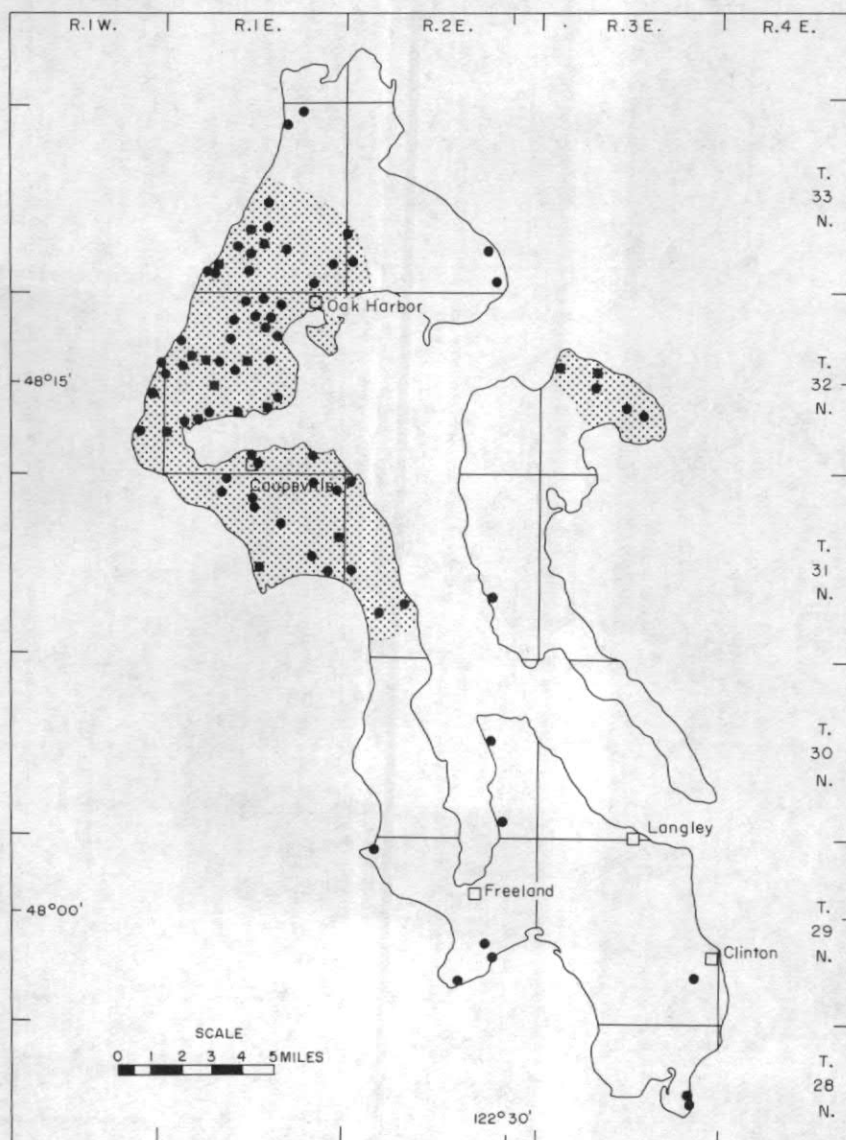 R.1W. R.1E. R.2E. R.3E. R.4E.
T.
33
N.
Oak Harbor
T.
32
N.
48°15'
Coupeville
T.
31
N.
T.
30
N.
Langley
Freeland
48°00'
T.
29
N.
Clinton
SCALE
0 1 2 3 4 5 MILES
T.
28
N.
122°30'